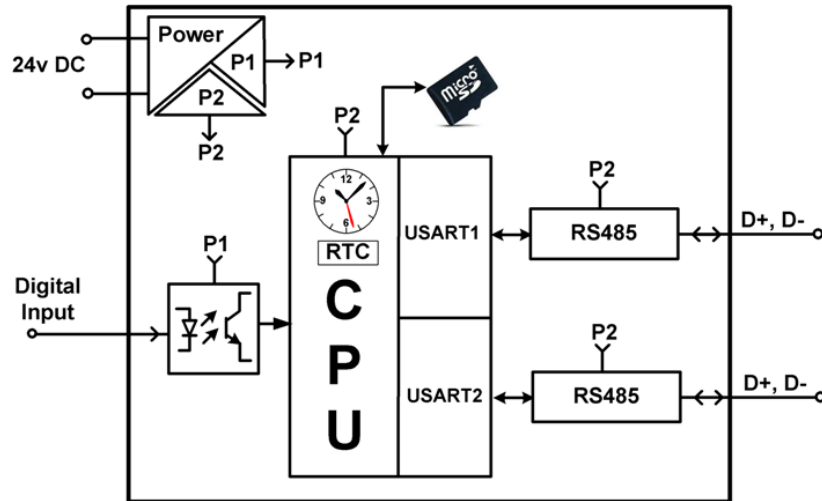 Power
24v DC
P1
P1
P2
P2
micro
SD
P2
12
9
3
6
RTC
C
P
U
USART1
USART2
P2
RS485
D+, D-
P1
Digital
Input
P2
RS485
D+, D-